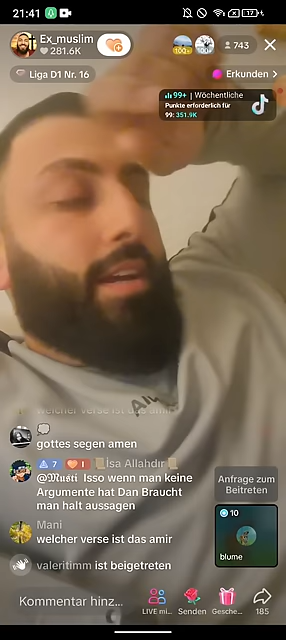 21:41
Ex_muslim
281.6K
100
743
Liga D1 Nr. 16
Erkunden >
99+ | Wöchentliche
Punkte erforderlich für
99: 351.9K
welcher verse ist das amir
gottes segen amen
7 1 Isa Allahdır
@Musti Isso wenn man keine
Argumente hat Dan Braucht
man halt aussagen
Mani
welcher verse ist das amir
valeritimm ist beigetreten
Anfrage zum
Beitreten
10
blume
Kommentar hinz...
LIVE mi...
Senden
Gesche...
185